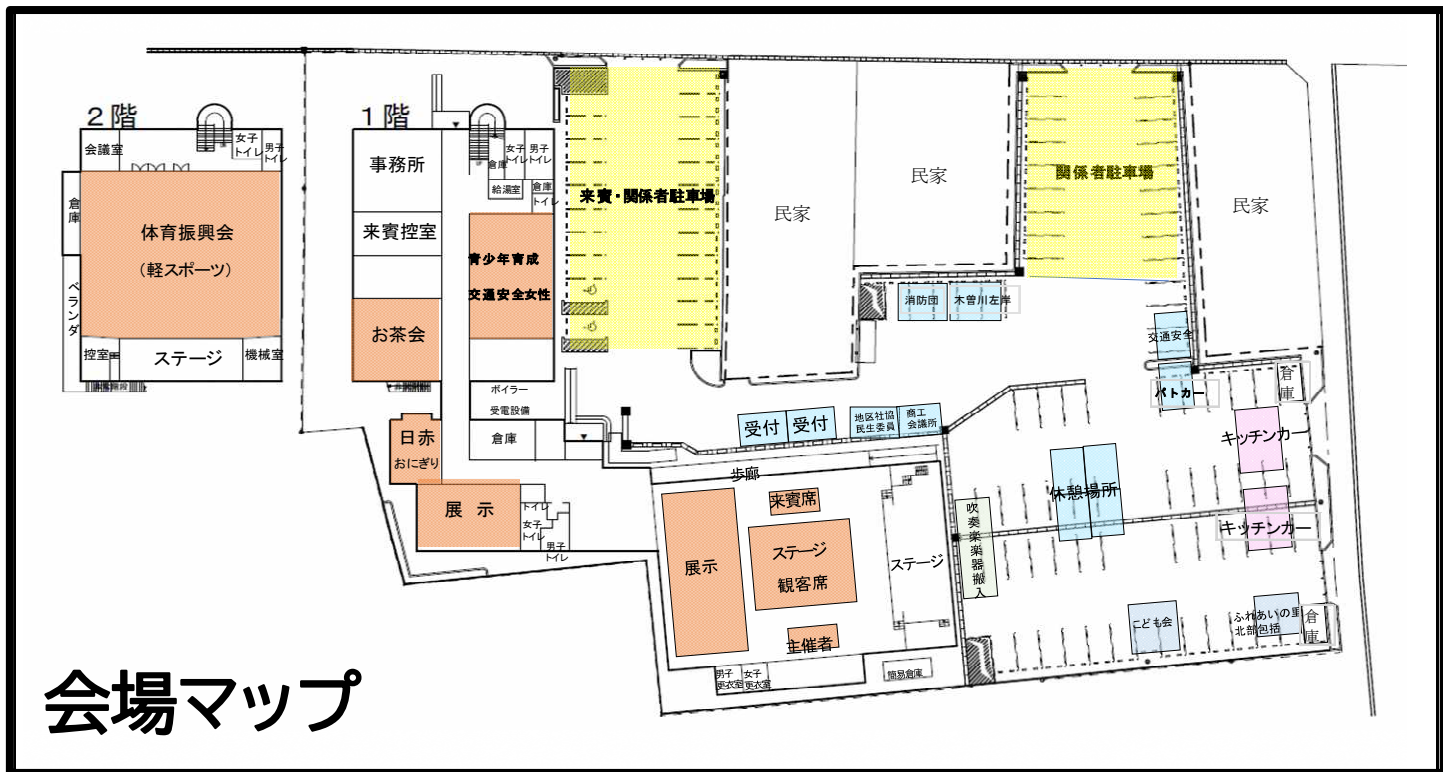 2階
会議室
女子
トイレ
男子
トイレ
倉庫
体育振興会
（軽スポーツ）
ベランダ
控室
ステージ
機械室
1階
事務所
倉庫
女子
トイレ
男子
トイレ
給湯室
倉庫
トイレ
来賓控室
青少年育成
交通安全女性
お茶会
ボイラー
受電設備
倉庫
日赤
おにぎり
展 示
トイレ
女子
トイレ
男子
トイレ
来賓・関係者駐車場
民家
民家
関係者駐車場
民家
消防団
木曽川左岸
交通安全
パトカー
倉庫
受付
受付
地区社協
民生委員
商工
会議所
キッチンカー
キッチンカー
休憩場所
歩廊
展示
来賓席
ステージ
観客席
主催者
ステージ
吹奏楽楽器搬入
こども会
ふれあいの里
北部包括
倉庫
男子
更衣室
女子
更衣室
簡易倉庫
会場マップ